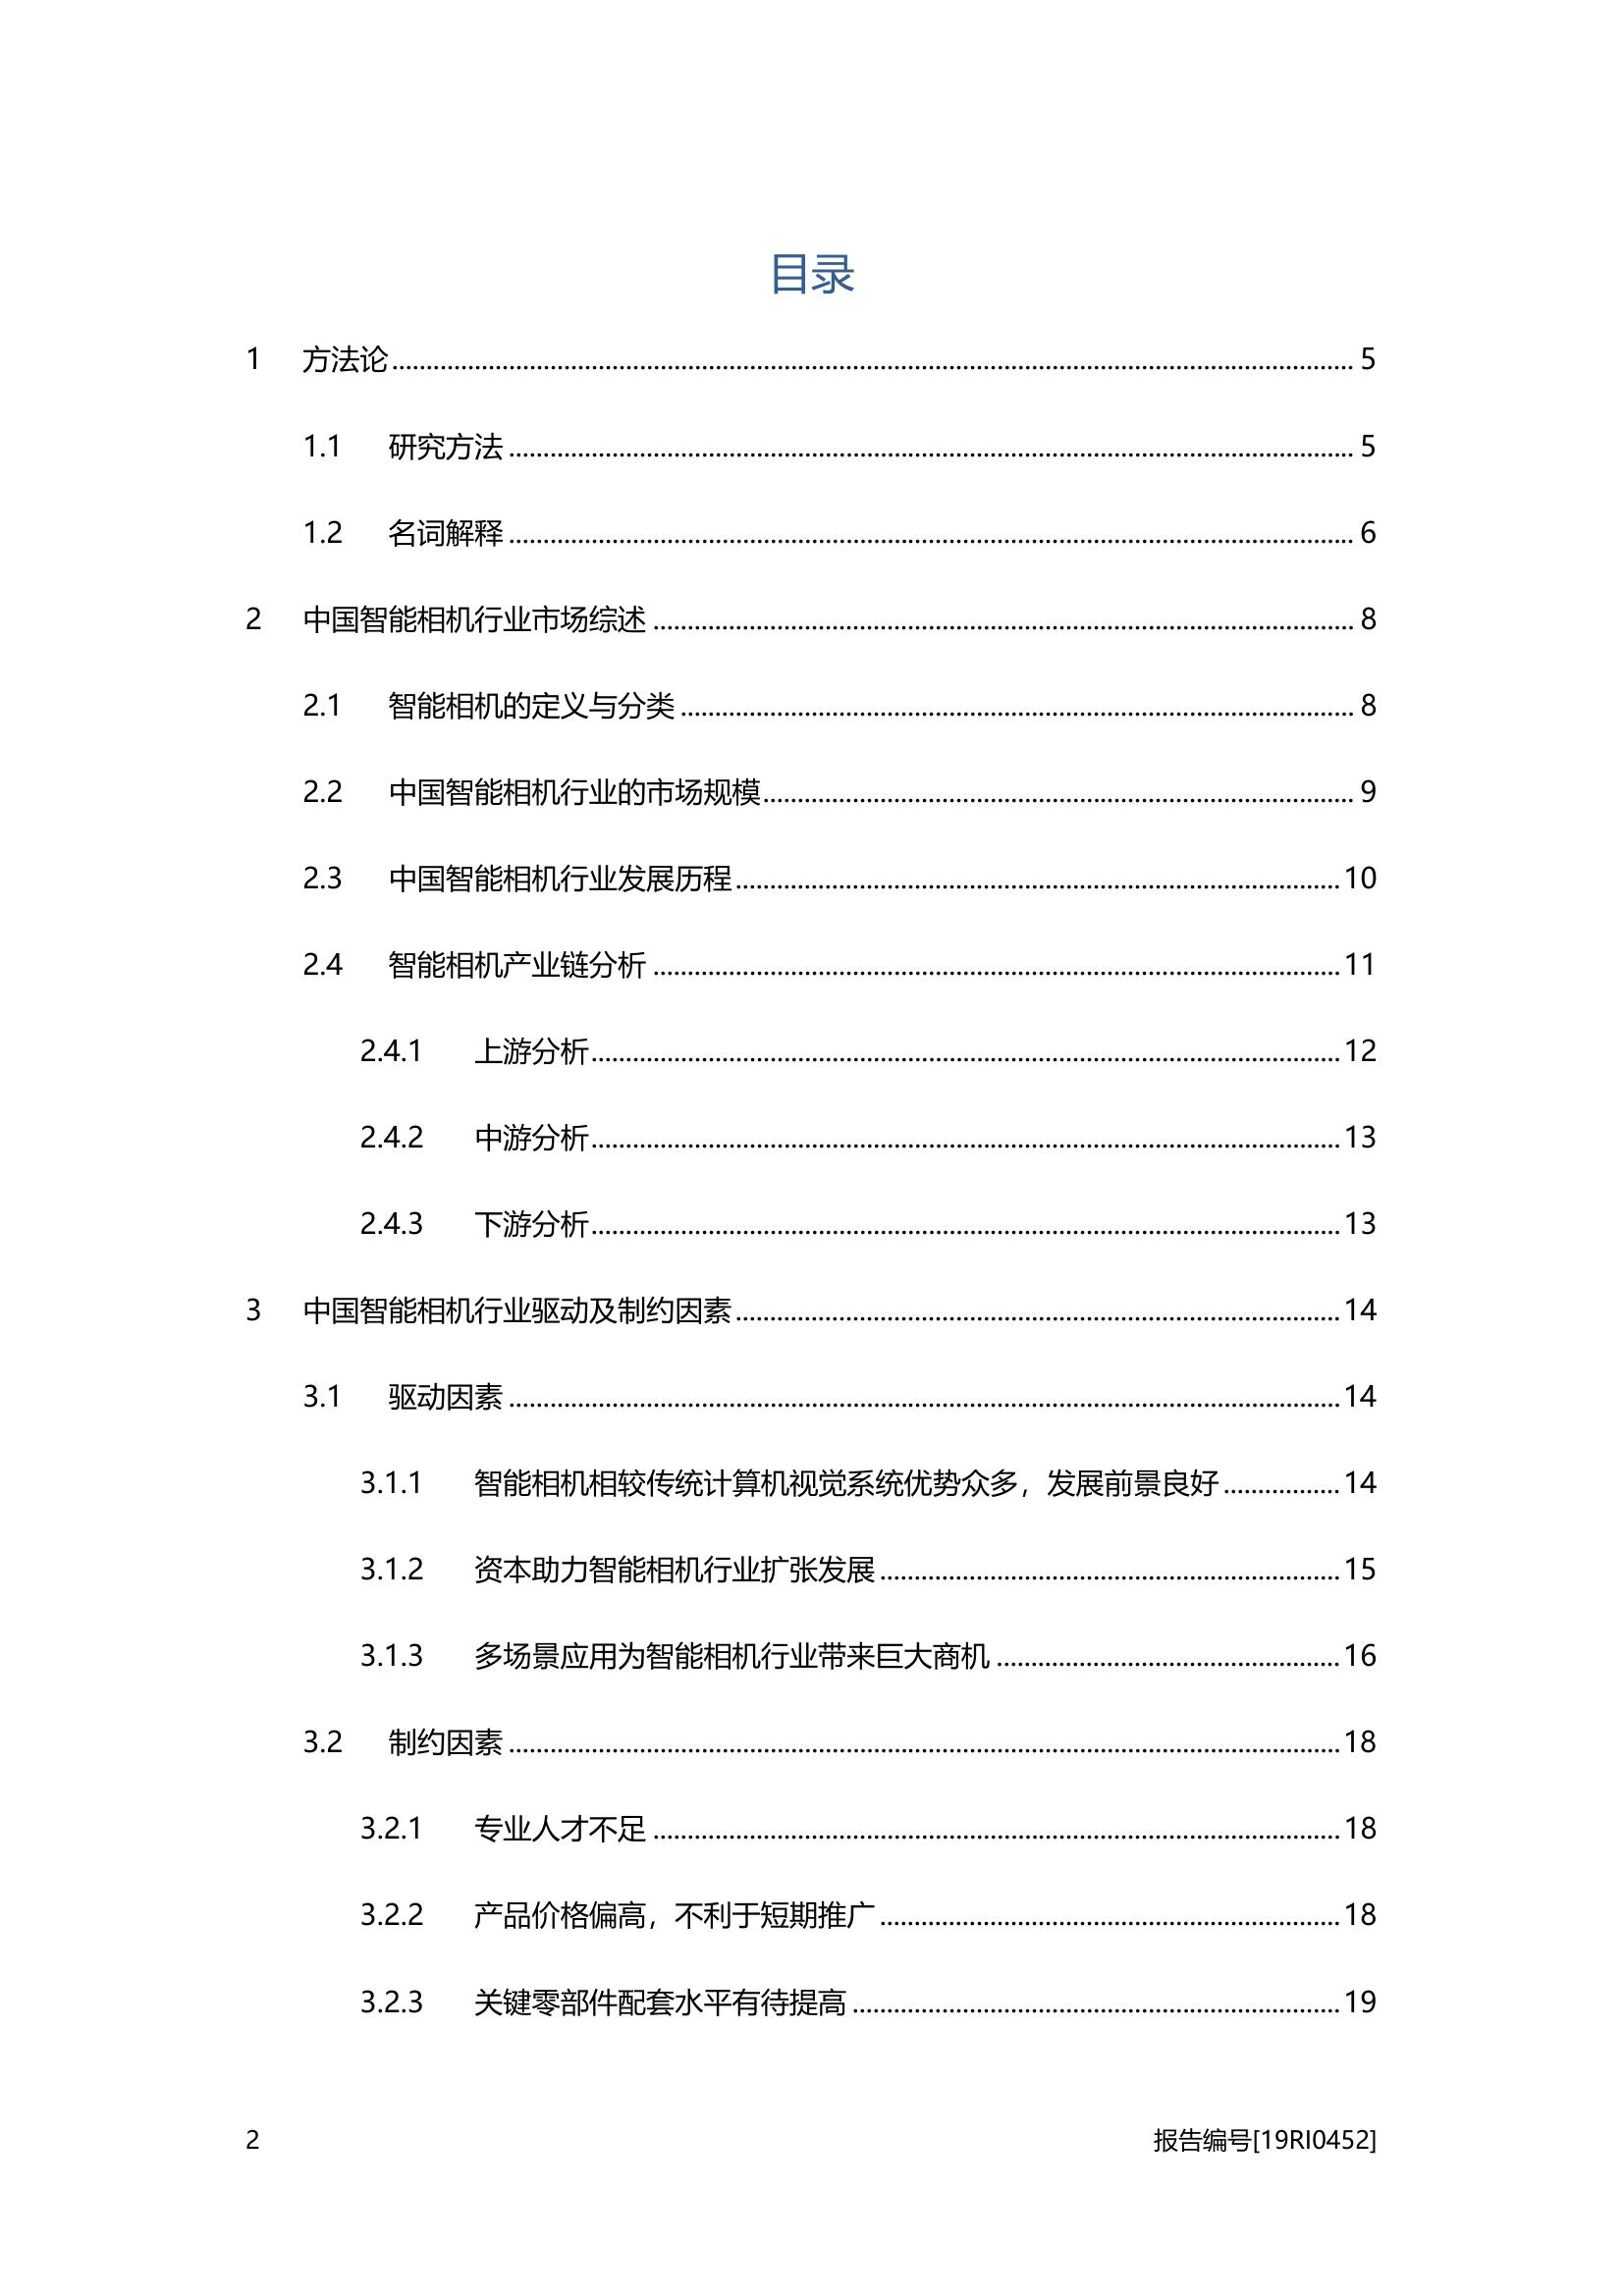 目录
1 方法论 5
1.1 研究方法 5
1.2 名词解释 6
2 中国智能相机行业市场综述 8
2.1 智能相机的定义与分类 8
2.2 中国智能相机行业的市场规模 9
2.3 中国智能相机行业发展历程 10
2.4 智能相机产业链分析 11
2.4.1 上游分析 12
2.4.2 中游分析 13
2.4.3 下游分析 13
3 中国智能相机行业驱动及制约因素 14
3.1 驱动因素 14
3.1.1 智能相机相较传统计算机视觉系统优势众多，发展前景良好 14
3.1.2 资本助力智能相机行业扩张发展 15
3.1.3 多场景应用为智能相机行业带来巨大商机 16
3.2 制约因素 18
3.2.1 专业人才不足 18
3.2.2 产品价格偏高，不利于短期推广 18
3.2.3 关键零部件配套水平有待提高 19
2 报告编号[19RI0452]